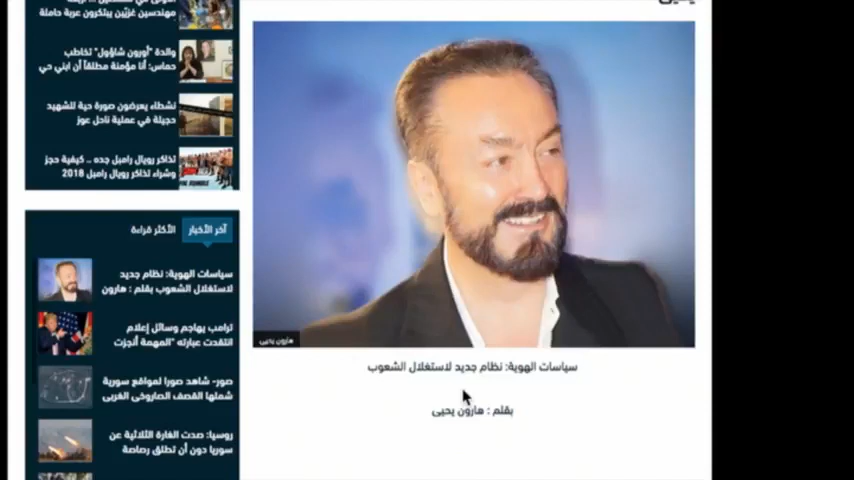 هارون يحيى
سياسات الهوية: نظام جديد لاستغلال الشعوب
بقلم : هارون يحيى
مهندسين غزيّين يبتكرون عربة حاملة
والدة "أورون شاؤول" تخاطب
حماس: أنا مؤمنة مطلقاً أن ابني حي
نشطاء يعرضون صورة حية للشهيد
دحيلة في عملية ناحل عوز
تذاكر رويال رامبل جده .. كيفية حجز
وشراء تذاكر رويال رامبل 2018
آخر الأخبار
الأكثر قراءة
سياسات الهوية: نظام جديد
لاستغلال الشعوب بقلم : هارون
ترامب يهاجم وسائل إعلام
انتقدت عبارته "المهمة أنجزت
صور- شاهد صورا لمواقع سورية
شملها القصف الصاروخي الغربي
روسيا: صدت الغارة الثلاثية عن
سوريا دون أن تطلق رصاصة